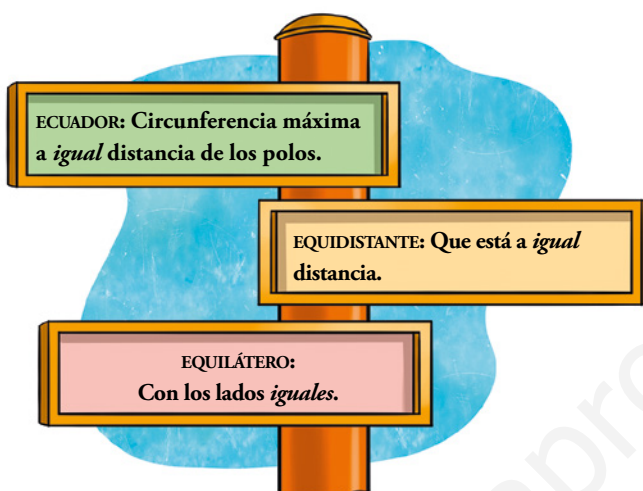 ECUADOR: Circunferencia máxima
a igual distancia de los polos.
EQUIDISTANTE: Que está a igual
distancia.
EQUILÁTERO:
Con los lados iguales.